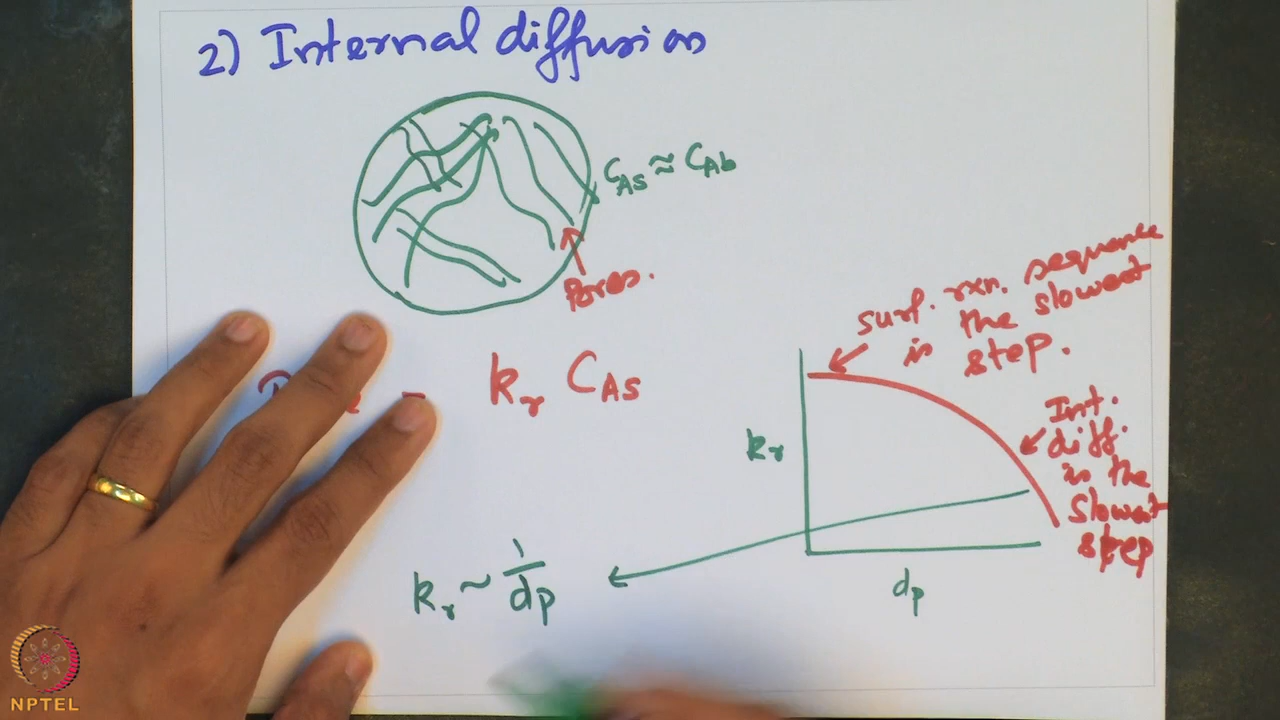 2) Internal diffusion
C_As ≈ C_Ab
Pores.
k_r C_As
surf. rxn. sequence
is the slowest
step.
Int.
diff.
is the
slowest
step
k_r
d_p
k_r ~ 1/d_p
NPTEL